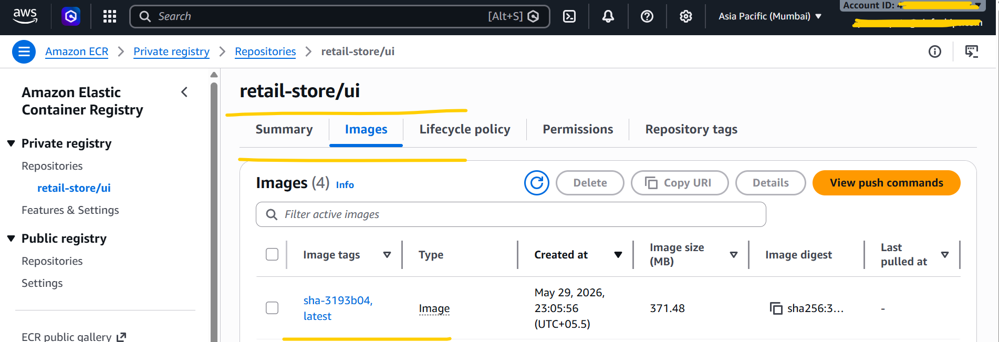 aws
Search
[Alt+S]
Asia Pacific (Mumbai)
Account ID:
Amazon ECR
Private registry
Repositories
retail-store/ui
Amazon Elastic
Container Registry
Private registry
Repositories
retail-store/ui
Features & Settings
Public registry
Repositories
Settings
ECR public gallery
retail-store/ui
Summary
Images
Lifecycle policy
Permissions
Repository tags
Images (4) Info
Delete
Copy URI
Details
View push commands
Filter active images
Image tags
Type
Created at
Image size
(MB)
Image digest
Last
pulled at
sha-3193b04,
latest
Image
May 29, 2026,
23:05:56
(UTC+05.5)
371.48
sha256:3...
-